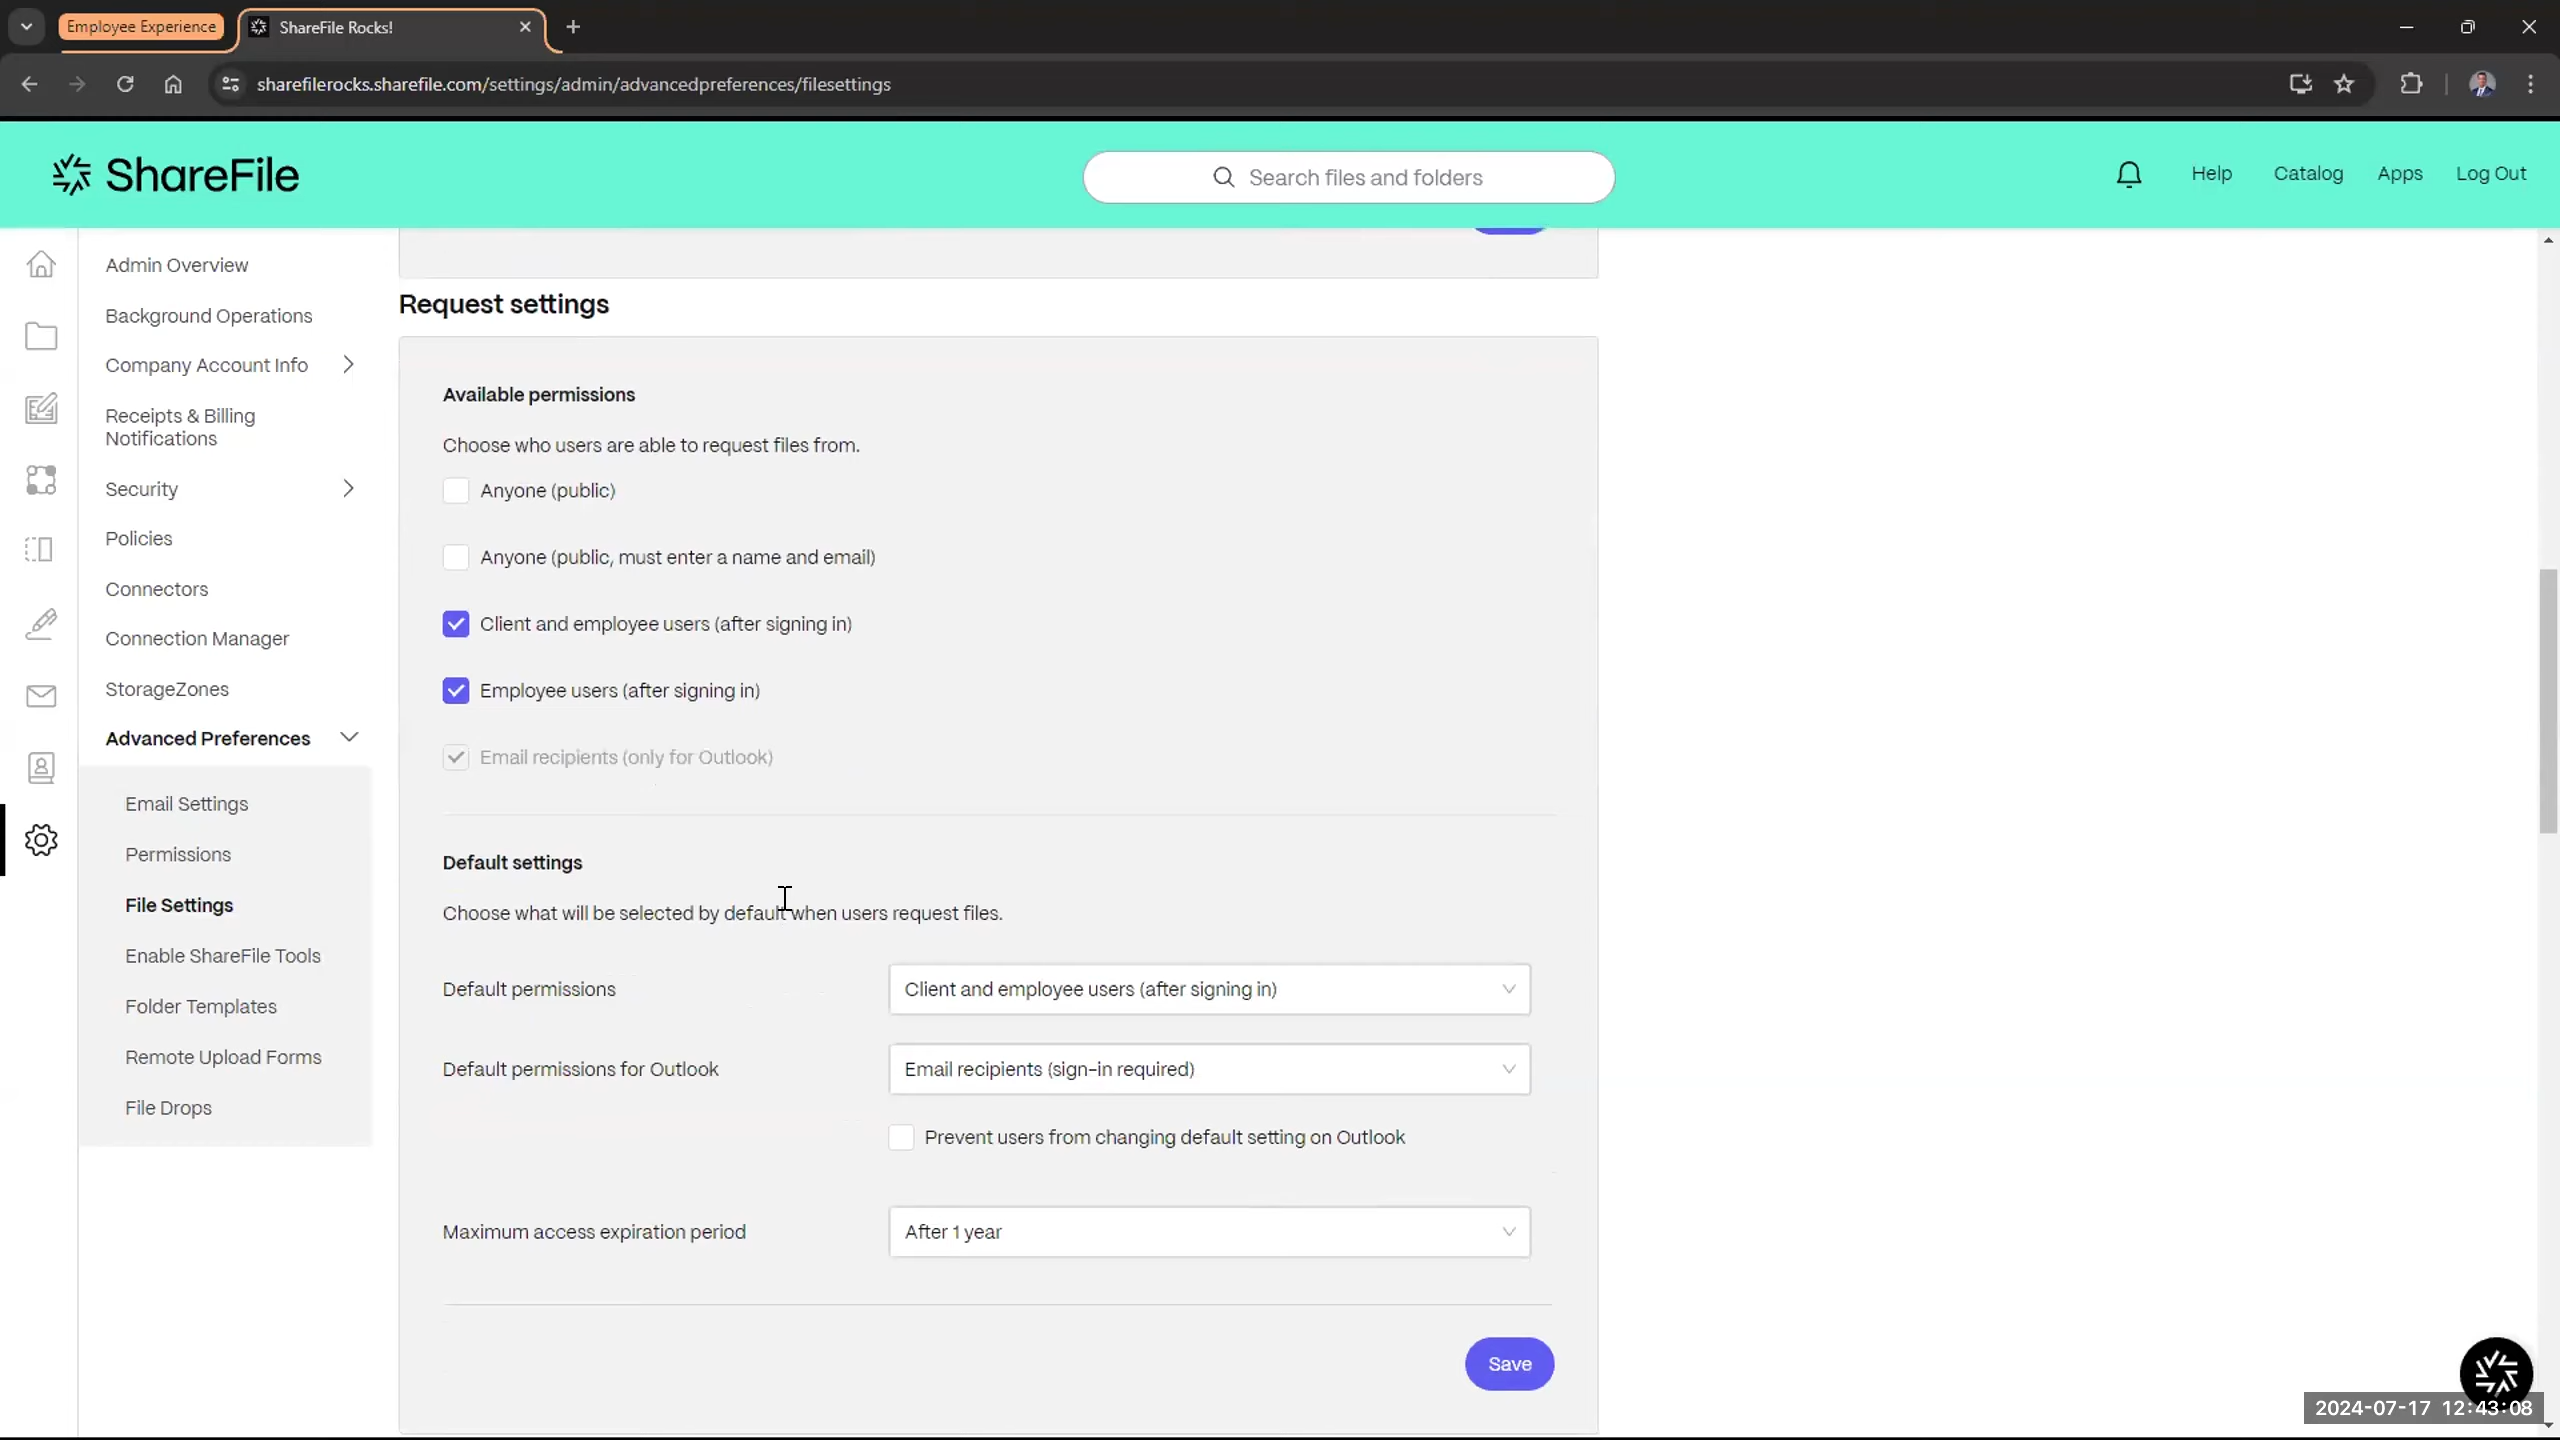 Employee Experience
ShareFile Rocks!
sharefilerocks.sharefile.com/settings/admin/advancedpreferences/filesettings
ShareFile
Search files and folders
Help
Catalog
Apps
Log Out
Admin Overview
Background Operations
Company Account Info
Receipts & Billing
Notifications
Security
Policies
Connectors
Connection Manager
StorageZones
Advanced Preferences
Email Settings
Permissions
File Settings
Enable ShareFile Tools
Folder Templates
Remote Upload Forms
File Drops
Request settings
Available permissions
Choose who users are able to request files from.
Anyone (public)
Anyone (public, must enter a name and email)
Client and employee users (after signing in)
Employee users (after signing in)
Email recipients (only for Outlook)
Default settings
Choose what will be selected by default when users request files.
Default permissions
Client and employee users (after signing in)
Default permissions for Outlook
Email recipients (sign-in required)
Prevent users from changing default setting on Outlook
Maximum access expiration period
After 1 year
Save
2024-07-17 12:43:08